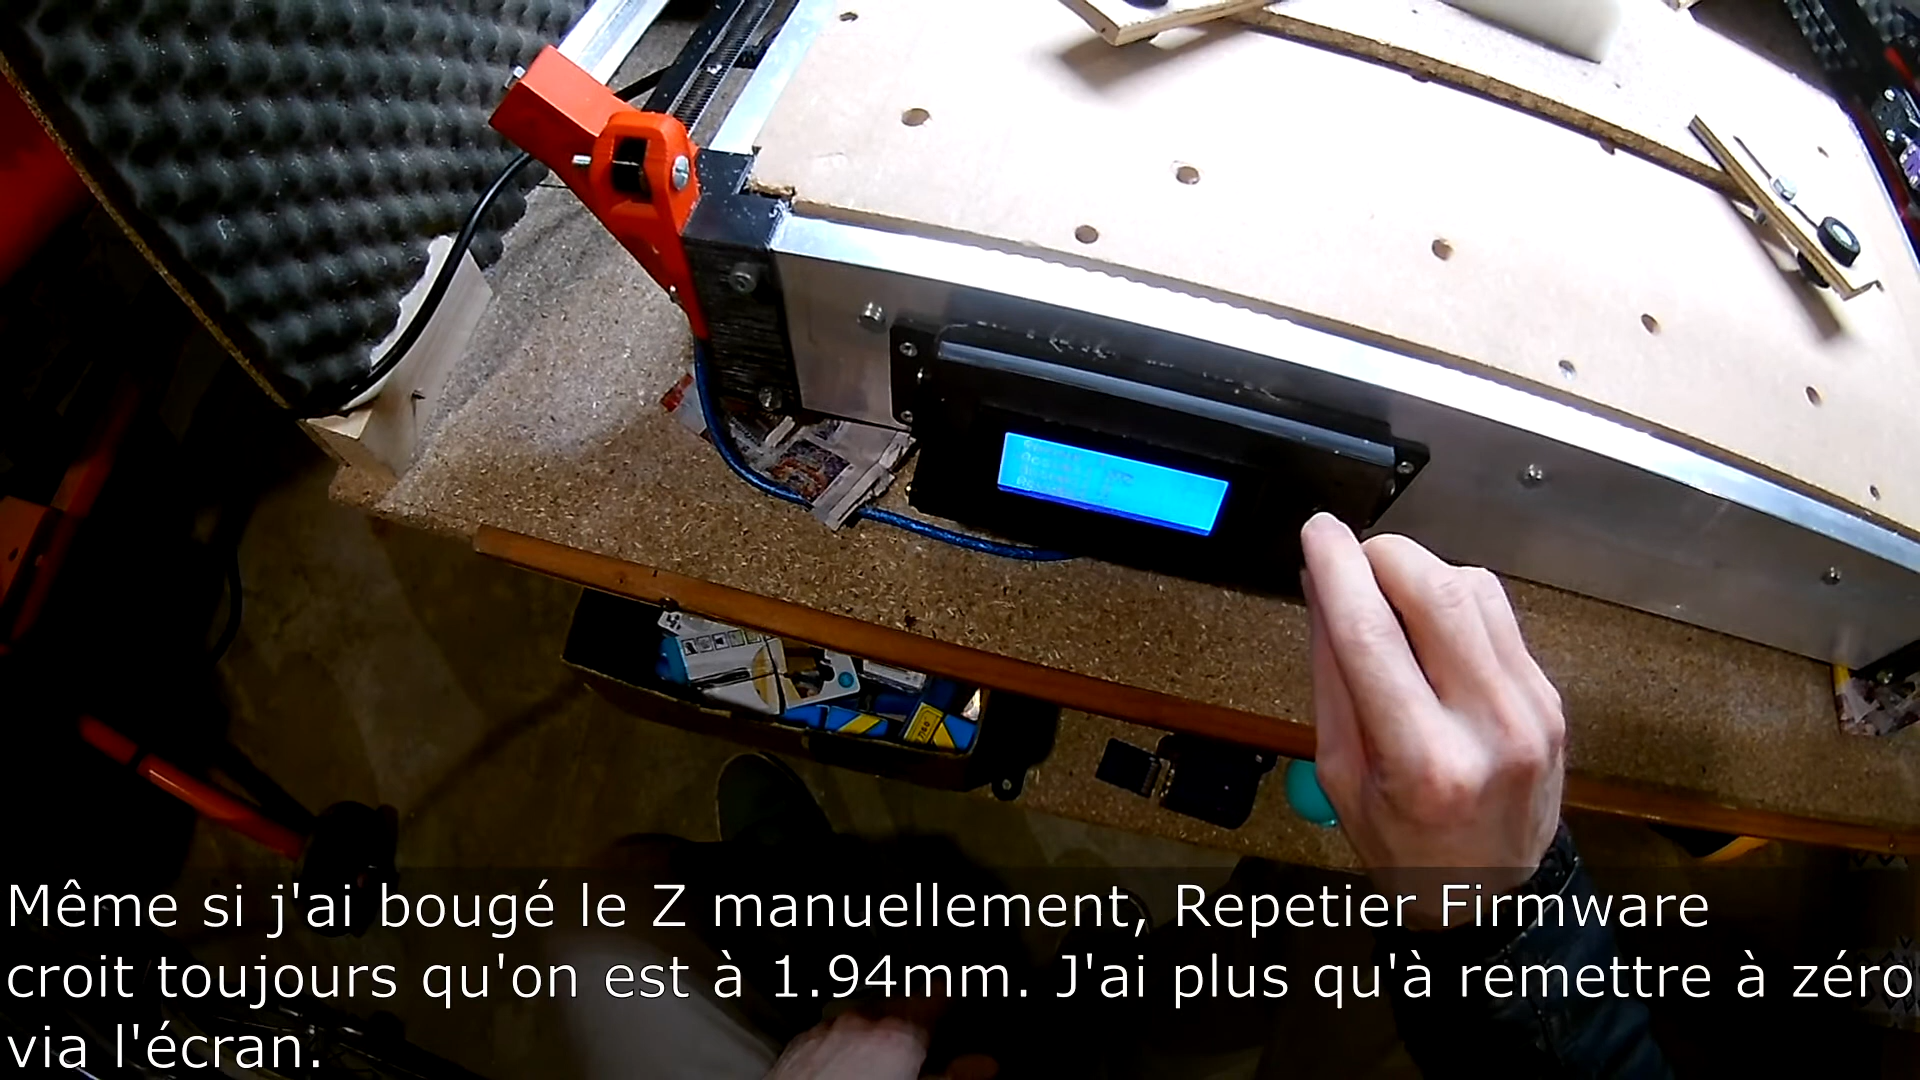 Même si j'ai bougé le Z manuellement, Repetier Firmware
croit toujours qu'on est à 1.94mm. J'ai plus qu'à remettre à zéro
via l'écran.